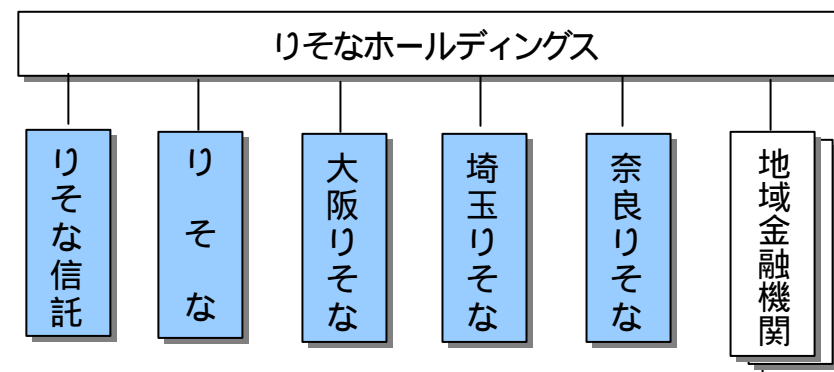 りそなホールディングス
りそな信託
りそな
大阪りそな
埼玉りそな
奈良りそな
地域金融機関